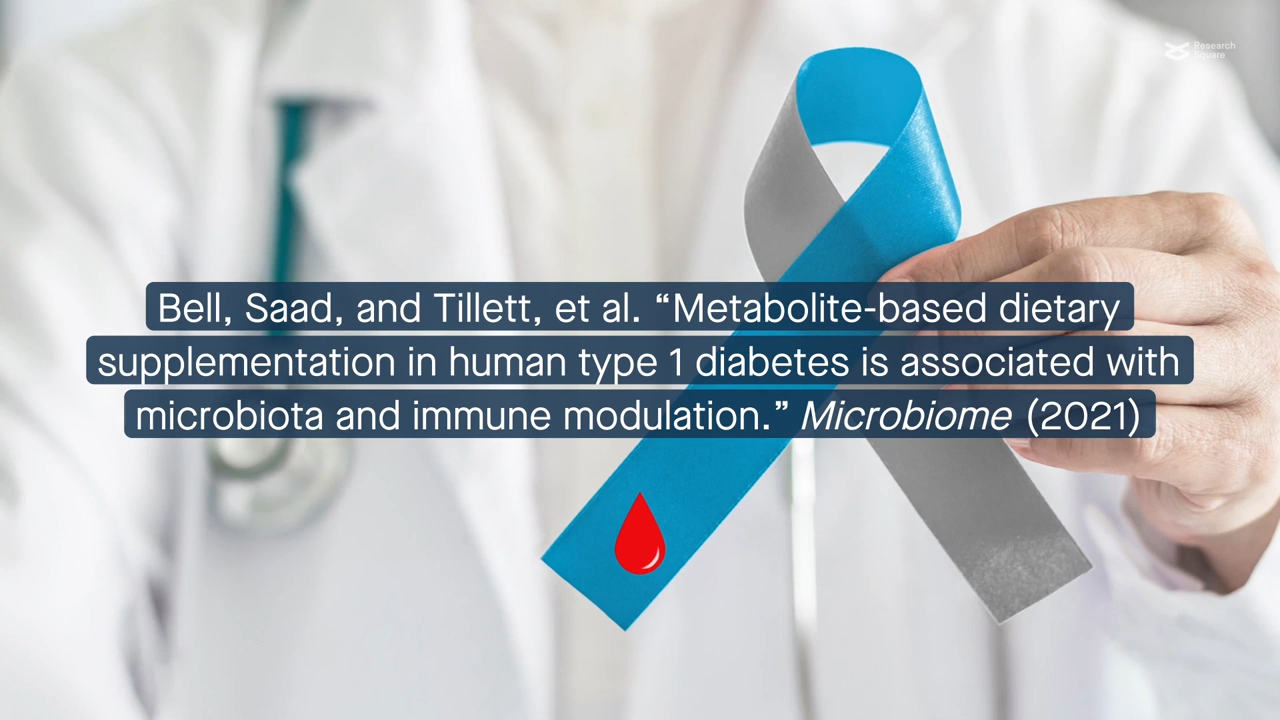 Research
Square
Bell, Saad, and Tillett, et al. “Metabolite-based dietary
supplementation in human type 1 diabetes is associated with
microbiota and immune modulation.” Microbiome (2021)